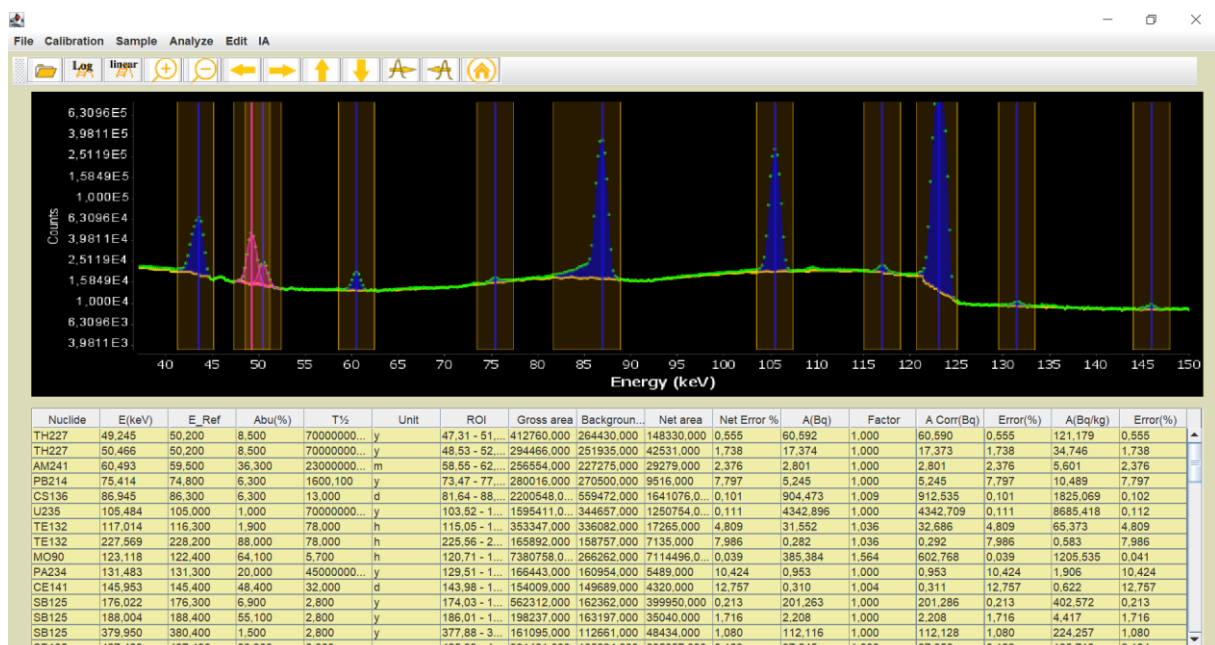 File Calibration Sample Analyze Edit IA
Log linear
6,3096E5
3,9811E5
2,5119E5
1,5849E5
1,000E5
6,3096E4
3,9811E4
2,5119E4
1,5849E4
1,000E4
6,3096E3
3,9811E3
Counts
40 45 50 55 60 65 70 75 80 85 90 95 100 105 110 115 120 125 130 135 140 145 150
Energy (keV)
Nuclide E(keV) E_Ref Abu(%) T½ Unit ROI Gross area Backgroun... Net area Net Error % A(Bq) Factor A Corr(Bq) Error(%) A(Bq/kg) Error(%)
TH227 49,245 50,200 8,500 70000000... y 47,31 - 51,... 412760,000 264430,000 148330,000 0,555 60,592 1,000 60,590 0,555 121,179 0,555
TH227 50,466 50,200 8,500 70000000... y 48,53 - 52,... 294466,000 251935,000 42531,000 1,738 17,374 1,000 17,373 1,738 34,746 1,738
AM241 60,493 59,500 36,300 23000000... m 58,55 - 62,... 256554,000 227275,000 29279,000 2,376 2,801 1,000 2,801 2,376 5,601 2,376
PB214 75,414 74,800 6,300 1600,100 y 73,47 - 77,... 280016,000 270500,000 9516,000 7,797 5,245 1,000 5,245 7,797 10,489 7,797
CS136 86,945 86,300 6,300 13,000 d 81,64 - 88,... 2200548,0... 559472,000 1641076,0... 0,101 904,473 1,009 912,535 0,101 1825,069 0,102
U235 105,484 105,000 1,000 70000000... y 103,52 - 1... 1595411,0... 344657,000 1250754,0... 0,111 4342,896 1,000 4342,709 0,111 8685,418 0,112
TE132 117,014 116,300 1,900 78,000 h 115,05 - 1... 353347,000 336082,000 17265,000 4,809 31,552 1,036 32,686 4,809 65,373 4,809
TE132 227,569 228,200 88,000 78,000 h 225,56 - 2... 165892,000 158757,000 7135,000 7,986 0,282 1,036 0,292 7,986 0,583 7,986
MO90 123,118 122,400 64,100 5,700 h 120,71 - 1... 7380758,0... 266262,000 7114496,0... 0,039 385,384 1,564 602,768 0,039 1205,535 0,041
PA234 131,483 131,300 20,000 45000000... y 129,51 - 1... 166443,000 160954,000 5489,000 10,424 0,953 1,000 0,953 10,424 1,906 10,424
CE141 145,953 145,400 48,400 32,000 d 143,98 - 1... 154009,000 149689,000 4320,000 12,757 0,310 1,004 0,311 12,757 0,622 12,757
SB125 176,022 176,300 6,900 2,800 y 174,03 - 1... 562312,000 162362,000 399950,000 0,213 201,263 1,000 201,286 0,213 402,572 0,213
SB125 188,004 188,400 55,100 2,800 y 186,01 - 1... 198237,000 163197,000 35040,000 1,716 2,208 1,000 2,208 1,716 4,417 1,716
SB125 379,950 380,400 1,500 2,800 y 377,88 - 3... 161095,000 112661,000 48434,000 1,080 112,116 1,000 112,128 1,080 224,257 1,080